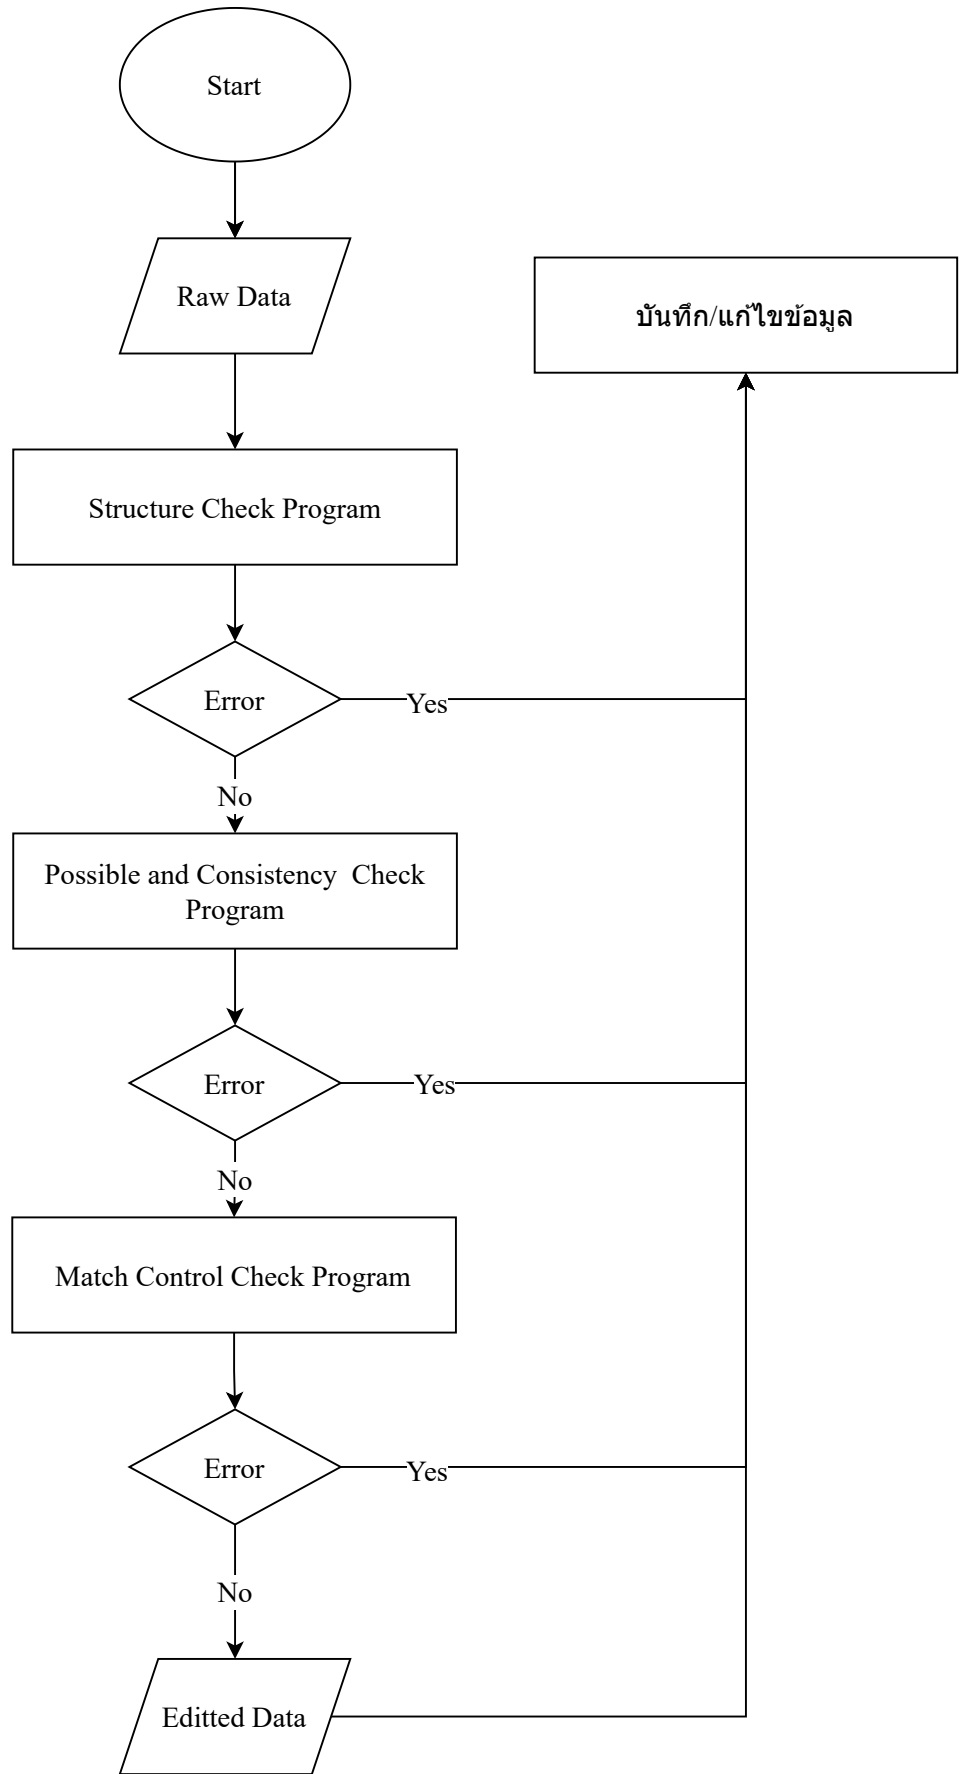 Start
Raw Data
บันทึก/แก้ไขข้อมูล
Structure Check Program
Error
Yes
No
Possible and Consistency  Check
Program
Error
Yes
No
Match Control Check Program
Error
Yes
No
Editted Data